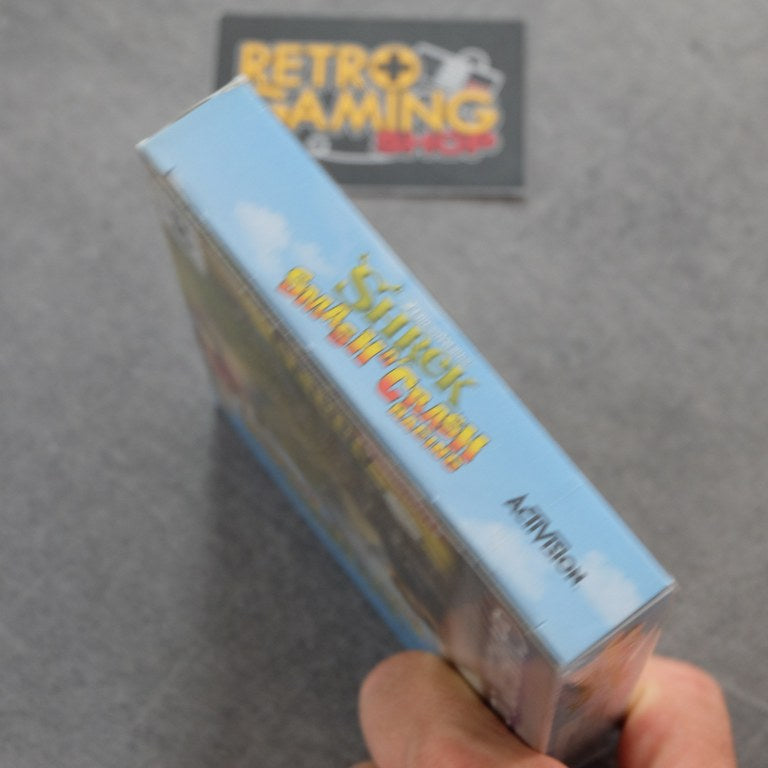 RETRO
GAMING
SHOP
SHREK
SMASH N' CRASH
RACING
ACTIVISION